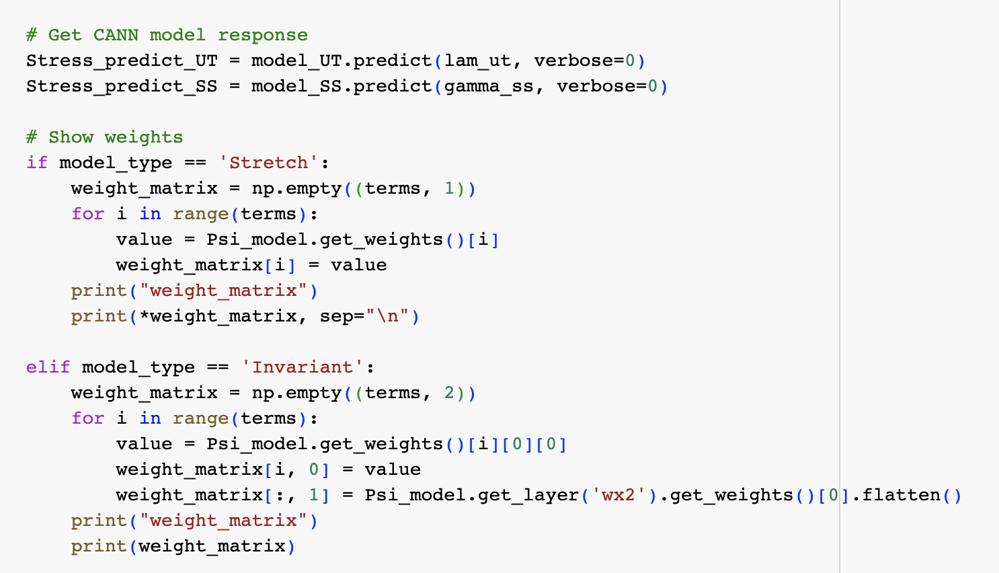 # Get CANN model response
Stress_predict_UT = model_UT.predict(lam_ut, verbose=0)
Stress_predict_SS = model_SS.predict(gamma_ss, verbose=0)

# Show weights
if model_type == 'Stretch':
    weight_matrix = np.empty((terms, 1))
    for i in range(terms):
        value = Psi_model.get_weights()[i]
        weight_matrix[i] = value
    print("weight_matrix")
    print(*weight_matrix, sep="\n")

elif model_type == 'Invariant':
    weight_matrix = np.empty((terms, 2))
    for i in range(terms):
        value = Psi_model.get_weights()[i][0][0]
        weight_matrix[i, 0] = value
        weight_matrix[:, 1] = Psi_model.get_layer('wx2').get_weights()[0].flatten()
    print("weight_matrix")
    print(weight_matrix)